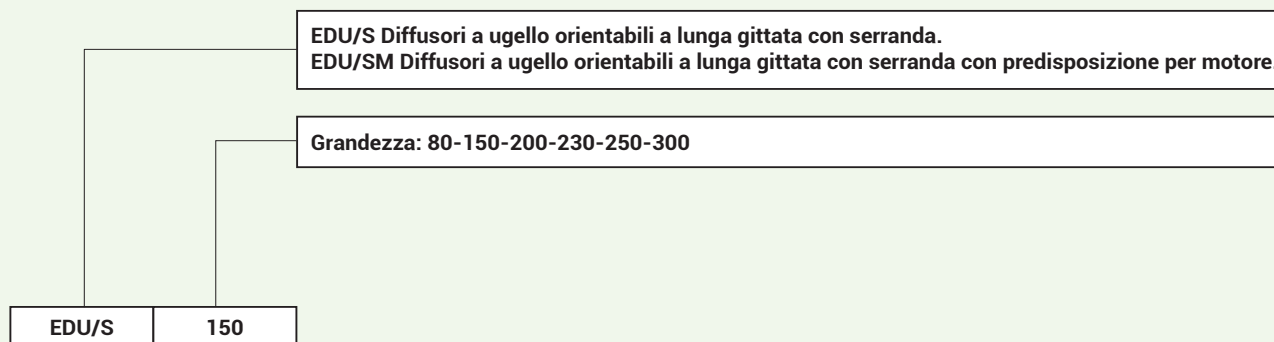 EDU/S Diffusori a ugello orientabili a lunga gittata con serranda.
EDU/SM Diffusori a ugello orientabili a lunga gittata con serranda con predisposizione per motore.
Grandezza: 80-150-200-230-250-300
EDU/S 150